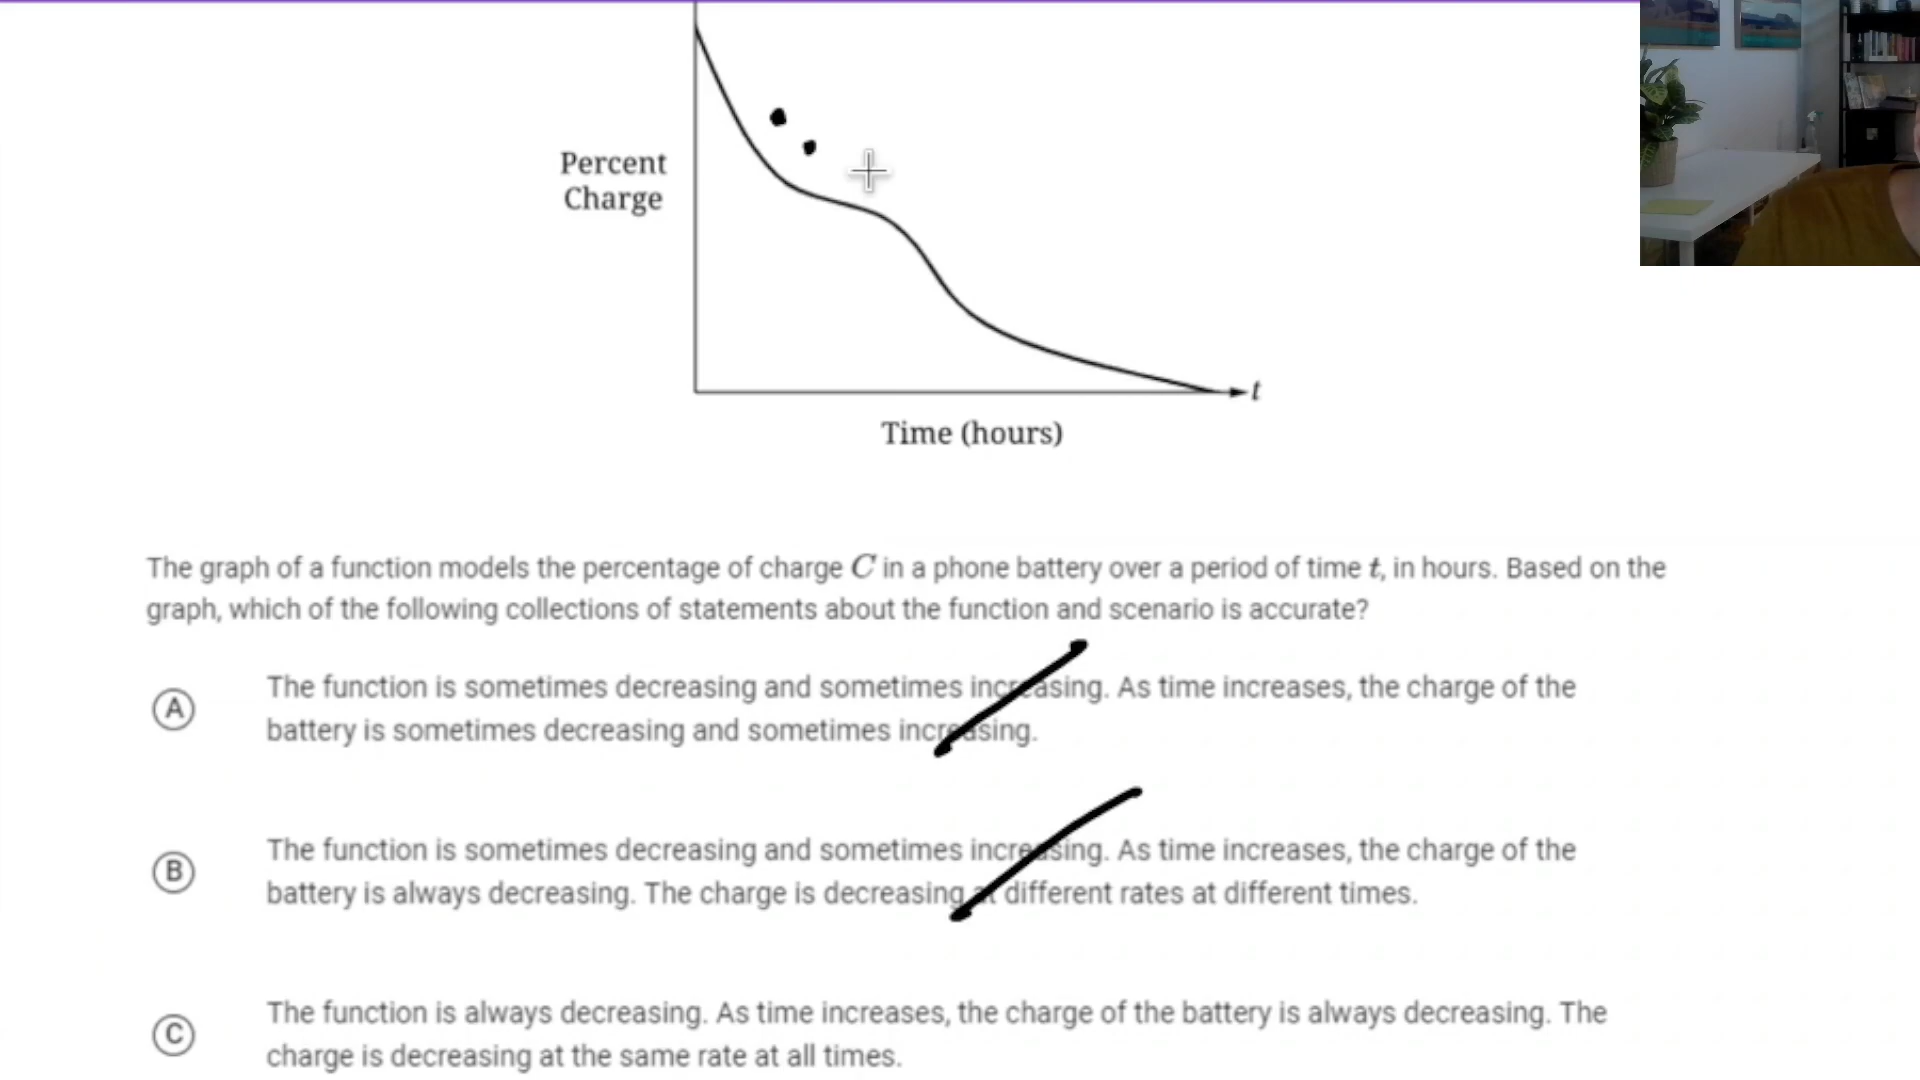 Percent
Charge
t
Time (hours)
The graph of a function models the percentage of charge C in a phone battery over a period of time t, in hours. Based on the
graph, which of the following collections of statements about the function and scenario is accurate?
A
The function is sometimes decreasing and sometimes increasing. As time increases, the charge of the
battery is sometimes decreasing and sometimes increasing.
B
The function is sometimes decreasing and sometimes increasing. As time increases, the charge of the
battery is always decreasing. The charge is decreasing at different rates at different times.
C
The function is always decreasing. As time increases, the charge of the battery is always decreasing. The
charge is decreasing at the same rate at all times.